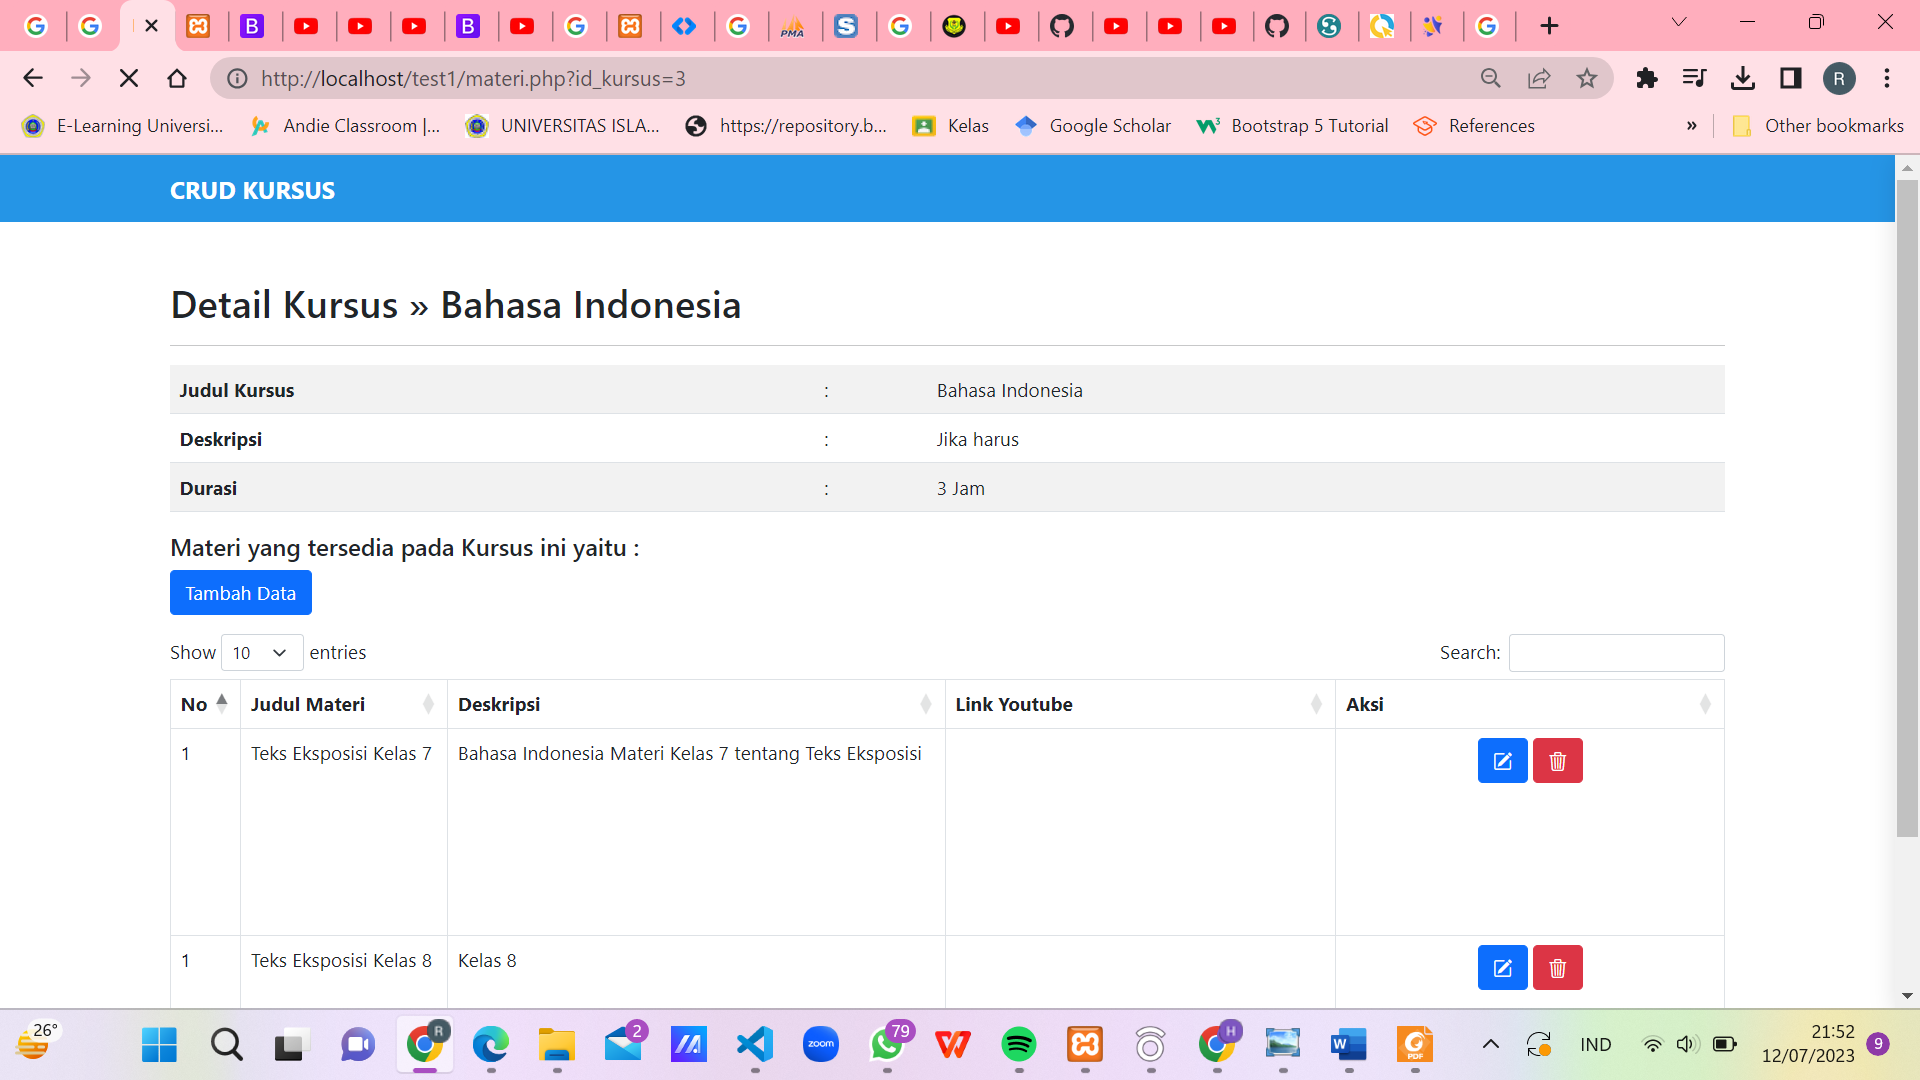 http://localhost/test1/materi.php?id_kursus=3
R
E-Learning Universi...
Andie Classroom |...
UNIVERSITAS ISLA...
https://repository.b...
Kelas
Google Scholar
Bootstrap 5 Tutorial
References
»
Other bookmarks
CRUD KURSUS
Detail Kursus » Bahasa Indonesia
Judul Kursus : Bahasa Indonesia
Deskripsi : Jika harus
Durasi : 3 Jam
Materi yang tersedia pada Kursus ini yaitu :
Tambah Data
Show 10 entries
Search:
No Judul Materi Deskripsi Link Youtube Aksi
1 Teks Eksposisi Kelas 7 Bahasa Indonesia Materi Kelas 7 tentang Teks Eksposisi
1 Teks Eksposisi Kelas 8 Kelas 8
26°
R
2
zoom
79
H
W
PDF
IND
21:52
12/07/2023
9